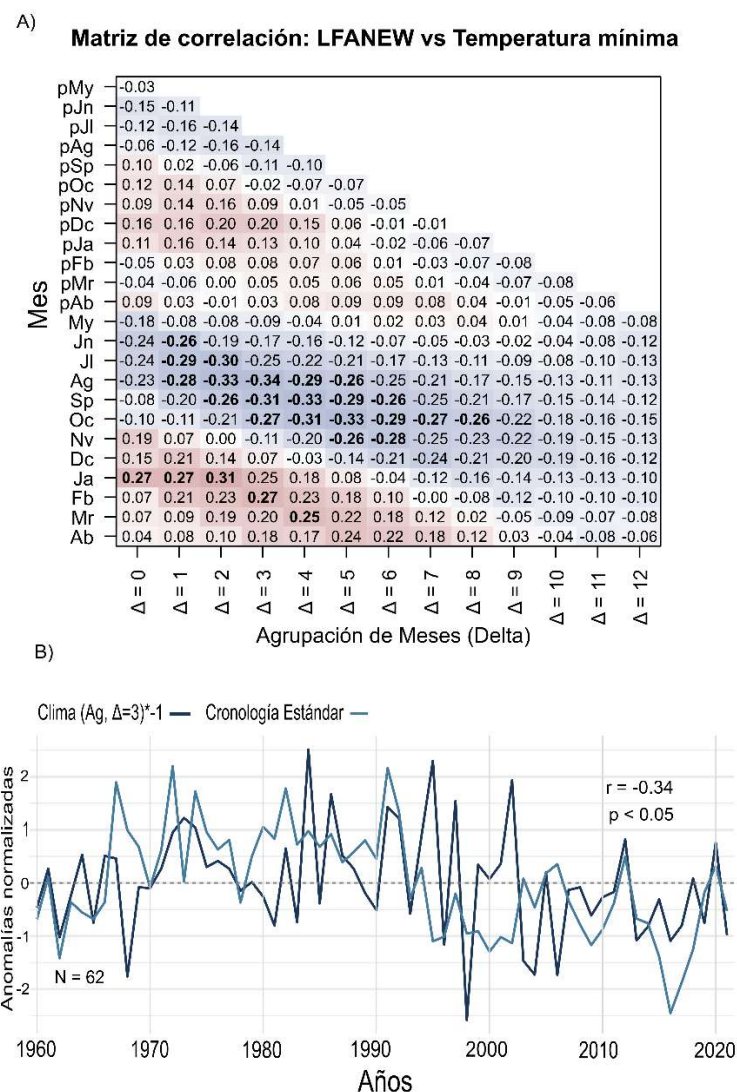 A)
Matriz de correlación: LFANEW vs Temperatura mínima
Mes
pMy -0.03
pJn -0.15 -0.11
pJl -0.12 -0.16 -0.14
pAg -0.06 -0.12 -0.16 -0.14
pSp 0.10 0.02 -0.06 -0.11 -0.10
pOc 0.12 0.14 0.07 -0.02 -0.07 -0.07
pNv 0.09 0.14 0.16 0.09 0.01 -0.05 -0.05
pDc 0.16 0.16 0.20 0.20 0.15 0.06 -0.01 -0.01
pJa 0.11 0.16 0.14 0.13 0.10 0.04 -0.02 -0.06 -0.07
pFb -0.05 0.03 0.08 0.08 0.07 0.06 0.01 -0.03 -0.07 -0.08
pMr -0.04 -0.06 0.00 0.05 0.05 0.06 0.05 0.01 -0.04 -0.08 -0.08
pAb 0.09 0.03 -0.01 0.03 0.08 0.09 0.09 0.08 0.04 -0.01 -0.05 -0.06
My -0.18 -0.08 -0.08 -0.09 -0.04 0.01 0.02 0.03 0.04 0.01 -0.04 -0.08 -0.08
Jn -0.24 -0.26 -0.19 -0.17 -0.16 -0.12 -0.07 -0.05 -0.03 -0.02 -0.04 -0.08 -0.12
Jl -0.24 -0.29 -0.30 -0.25 -0.22 -0.21 -0.17 -0.13 -0.11 -0.09 -0.08 -0.10 -0.13
Ag -0.23 -0.28 -0.33 -0.34 -0.29 -0.26 -0.25 -0.21 -0.17 -0.15 -0.13 -0.11 -0.13
Sp -0.08 -0.20 -0.26 -0.31 -0.33 -0.29 -0.26 -0.25 -0.21 -0.17 -0.15 -0.14 -0.12
Oc -0.10 -0.11 -0.21 -0.27 -0.31 -0.33 -0.29 -0.27 -0.26 -0.22 -0.18 -0.16 -0.15
Nv 0.19 0.07 0.00 -0.11 -0.20 -0.26 -0.28 -0.25 -0.23 -0.22 -0.19 -0.15 -0.13
Dc 0.15 0.21 0.14 0.07 -0.03 -0.14 -0.21 -0.24 -0.21 -0.20 -0.19 -0.16 -0.12
Ja 0.27 0.27 0.31 0.25 0.18 0.08 -0.04 -0.12 -0.16 -0.14 -0.13 -0.13 -0.10
Fb 0.07 0.21 0.23 0.27 0.23 0.18 0.10 -0.00 -0.08 -0.12 -0.10 -0.10 -0.10
Mr 0.07 0.09 0.19 0.20 0.25 0.22 0.18 0.12 0.02 -0.05 -0.09 -0.07 -0.08
Ab 0.04 0.08 0.10 0.18 0.17 0.24 0.22 0.18 0.12 0.03 -0.04 -0.08 -0.06
Δ = 0 Δ = 1 Δ = 2 Δ = 3 Δ = 4 Δ = 5 Δ = 6 Δ = 7 Δ = 8 Δ = 9 Δ = 10 Δ = 11 Δ = 12
Agrupación de Meses (Delta)
B)
Clima (Ag, Δ=3)*-1 Cronología Estándar
Anomalías normalizadas
2
1
0
-1
-2
r = -0.34
p < 0.05
N = 62
1960 1970 1980 1990 2000 2010 2020
Años